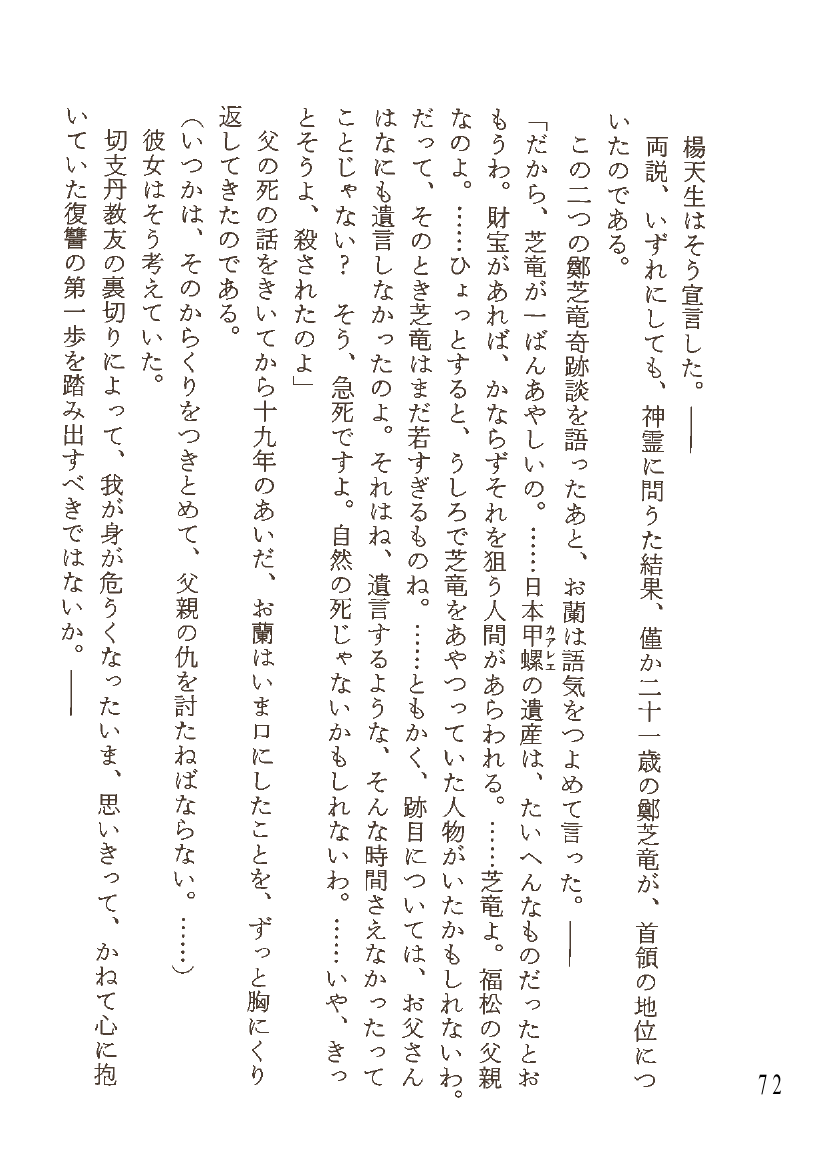 楊天生はそう宣言した。――
両説、いずれにしても、神霊に問うた結果、僅か二十一歳の鄭芝竜が、首領の地位につ
いたのである。
この二つの鄭芝竜奇跡談を語ったあと、お蘭は語気をつよめて言った。――
「だから、芝竜が一ばんあやしいの。……日本甲螺の遺産は、たいへんなものだったとお
カアレエ
もうわ。財宝があれば、かならずそれを狙う人間があらわれる。……芝竜よ。福松の父親
なのよ。……ひょっとすると、うしろで芝竜をあやつっていた人物がいたかもしれないわ。
だって、そのとき芝竜はまだ若すぎるものね。……ともかく、跡目については、お父さん
はなにも遺言しなかったのよ。それはね、遺言するような、そんな時間さえなかったって
ことじゃない？　そう、急死ですよ。自然の死じゃないかもしれないわ。……いや、きっ
とそうよ、殺されたのよ」
父の死の話をきいてから十九年のあいだ、お蘭はいま口にしたことを、ずっと胸にくり
返してきたのである。
（いつかは、そのからくりをつきとめて、父親の仇を討たねばならない。……）
彼女はそう考えていた。
切支丹教友の裏切りによって、我が身が危うくなったいま、思いきって、かねて心に抱
いていた復讐の第一歩を踏み出すべきではないか。――
72